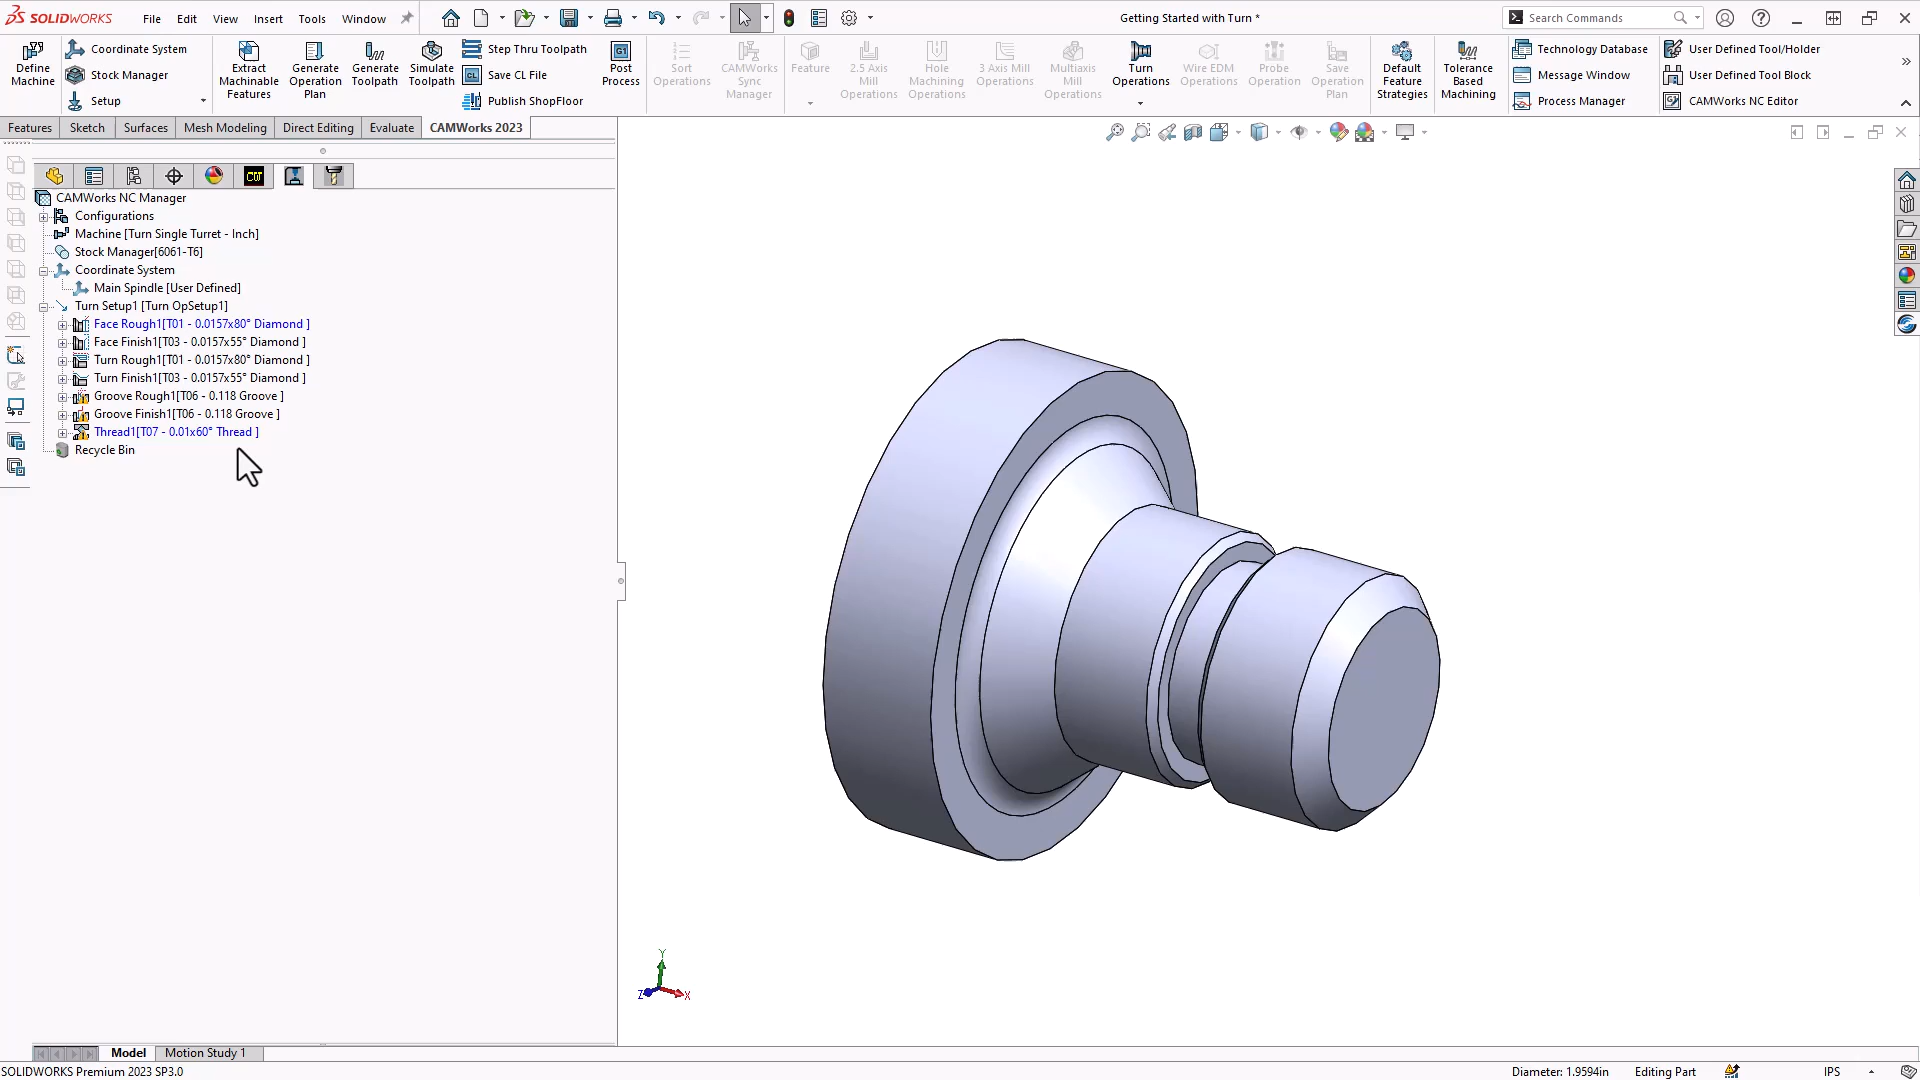 SOLIDWORKS
File Edit View Insert Tools Window
Getting Started with Turn *
Search Commands
Define Machine
Coordinate System
Stock Manager
Setup
Extract Machinable Features
Generate Operation Plan
Generate Toolpath
Simulate Toolpath
Step Thru Toolpath
Save CL File
Publish ShopFloor
Post Process
Sort Operations
CAMWorks Sync Manager
Feature
2.5 Axis Mill Operations
Hole Machining Operations
3 Axis Mill Operations
Multiaxis Mill Operations
Turn Operations
Wire EDM Operations
Probe Operation
Save Operation Plan
Default Feature Strategies
Tolerance Based Machining
Technology Database
Message Window
Process Manager
User Defined Tool/Holder
User Defined Tool Block
CAMWorks NC Editor
Features Sketch Surfaces Mesh Modeling Direct Editing Evaluate CAMWorks 2023
CAMWorks NC Manager
Configurations
Machine [Turn Single Turret - Inch]
Stock Manager[6061-T6]
Coordinate System
Main Spindle [User Defined]
Turn Setup1 [Turn OpSetup1]
Face Rough1[T01 - 0.0157x80° Diamond ]
Face Finish1[T03 - 0.0157x55° Diamond ]
Turn Rough1[T01 - 0.0157x80° Diamond ]
Turn Finish1[T03 - 0.0157x55° Diamond ]
Groove Rough1[T06 - 0.118 Groove ]
Groove Finish1[T06 - 0.118 Groove ]
Thread1[T07 - 0.01x60° Thread ]
Recycle Bin
Y
Z
X
Model Motion Study 1
SOLIDWORKS Premium 2023 SP3.0
Diameter: 1.9594in Editing Part IPS